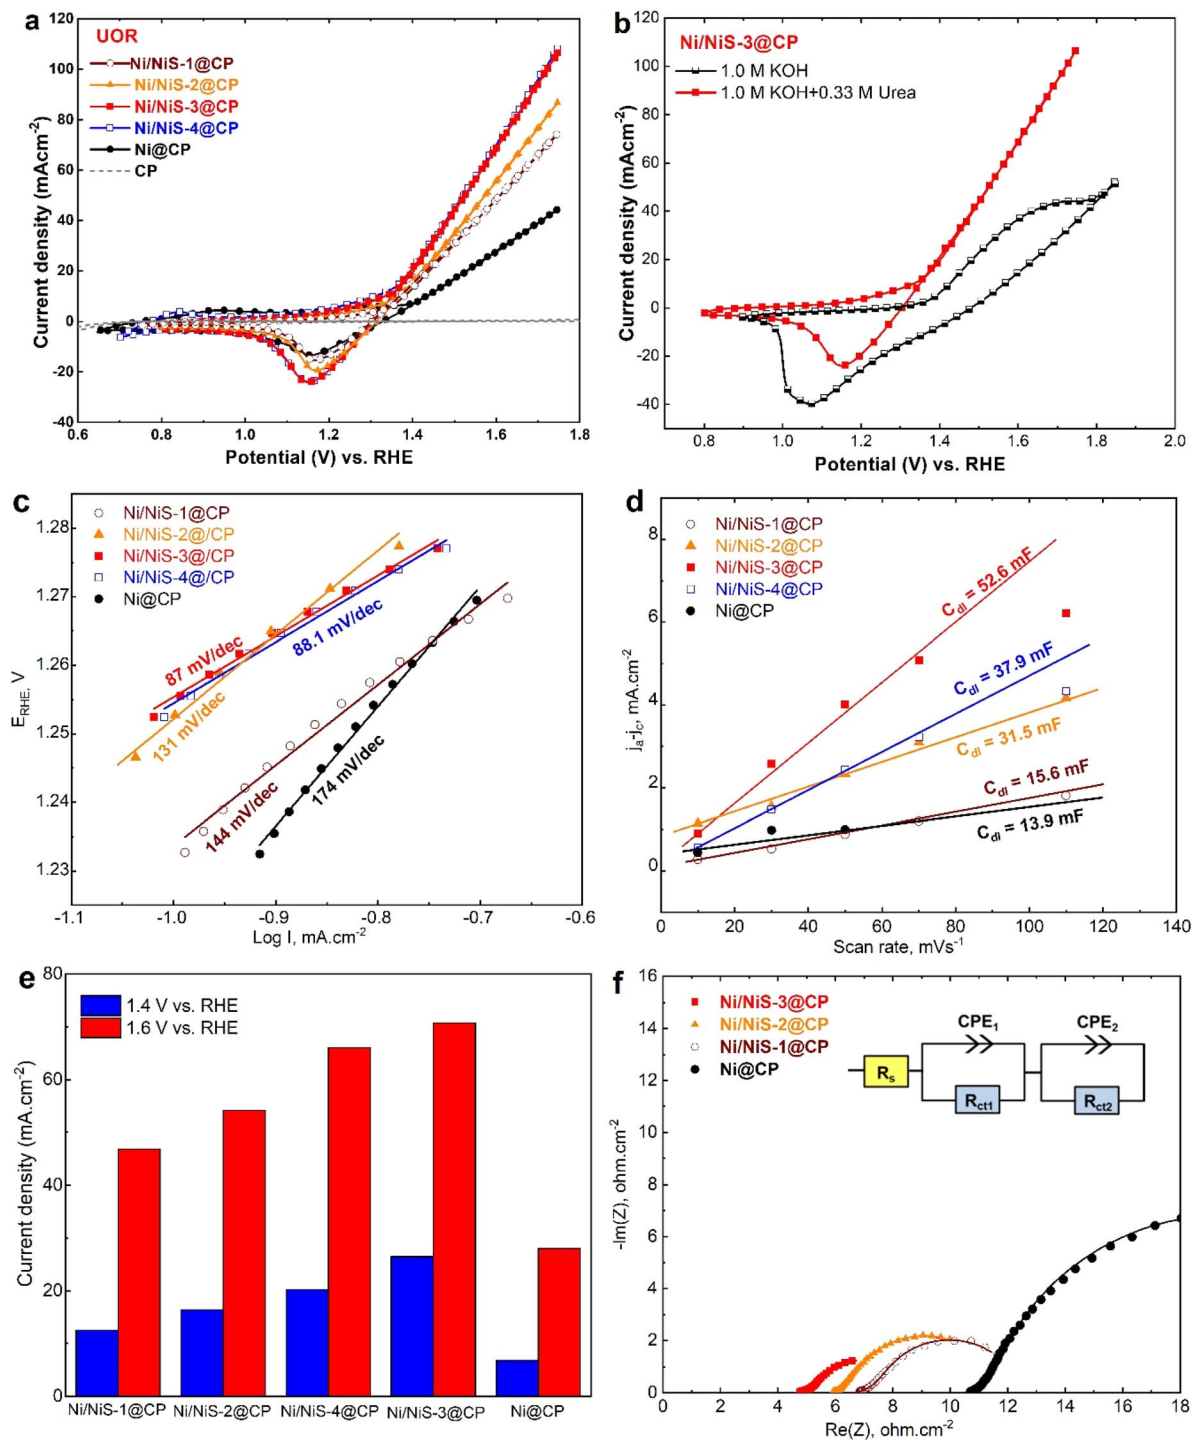 a
UOR
Ni/NiS-1@CP
Ni/NiS-2@CP
Ni/NiS-3@CP
Ni/NiS-4@CP
Ni@CP
CP
120
100
80
60
40
20
0
-20
-40
0.6
0.8
1.0
1.2
1.4
1.6
1.8
Current density (mAcm-2)
Potential (V) vs. RHE
b
Ni/NiS-3@CP
1.0 M KOH
1.0 M KOH+0.33 M Urea
120
100
80
60
40
20
0
-20
-40
0.8
1.0
1.2
1.4
1.6
1.8
2.0
Current density (mAcm-2)
Potential (V) vs. RHE
c
Ni/NiS-1@CP
Ni/NiS-2@/CP
Ni/NiS-3@/CP
Ni/NiS-4@/CP
Ni@CP
87 mV/dec
88.1 mV/dec
131 mV/dec
144 mV/dec
174 mV/dec
1.28
1.27
1.26
1.25
1.24
1.23
-1.1
-1.0
-0.9
-0.8
-0.7
-0.6
ERHE, V
Log I, mA.cm-2
d
Ni/NiS-1@CP
Ni/NiS-2@CP
Ni/NiS-3@CP
Ni/NiS-4@CP
Ni@CP
Cdl = 52.6 mF
Cdl = 37.9 mF
Cdl = 31.5 mF
Cdl = 15.6 mF
Cdl = 13.9 mF
8
6
4
2
0
0
20
40
60
80
100
120
140
ja-jc, mA.cm-2
Scan rate, mVs-1
e
1.4 V vs. RHE
1.6 V vs. RHE
80
60
40
20
0
Current density (mA.cm-2)
Ni/NiS-1@CP
Ni/NiS-2@CP
Ni/NiS-4@CP
Ni/NiS-3@CP
Ni@CP
f
Ni/NiS-3@CP
Ni/NiS-2@CP
Ni/NiS-1@CP
Ni@CP
CPE1
CPE2
Rs
Rct1
Rct2
16
14
12
10
8
6
4
2
0
0
2
4
6
8
10
12
14
16
18
-Im(Z), ohm.cm-2
Re(Z), ohm.cm-2